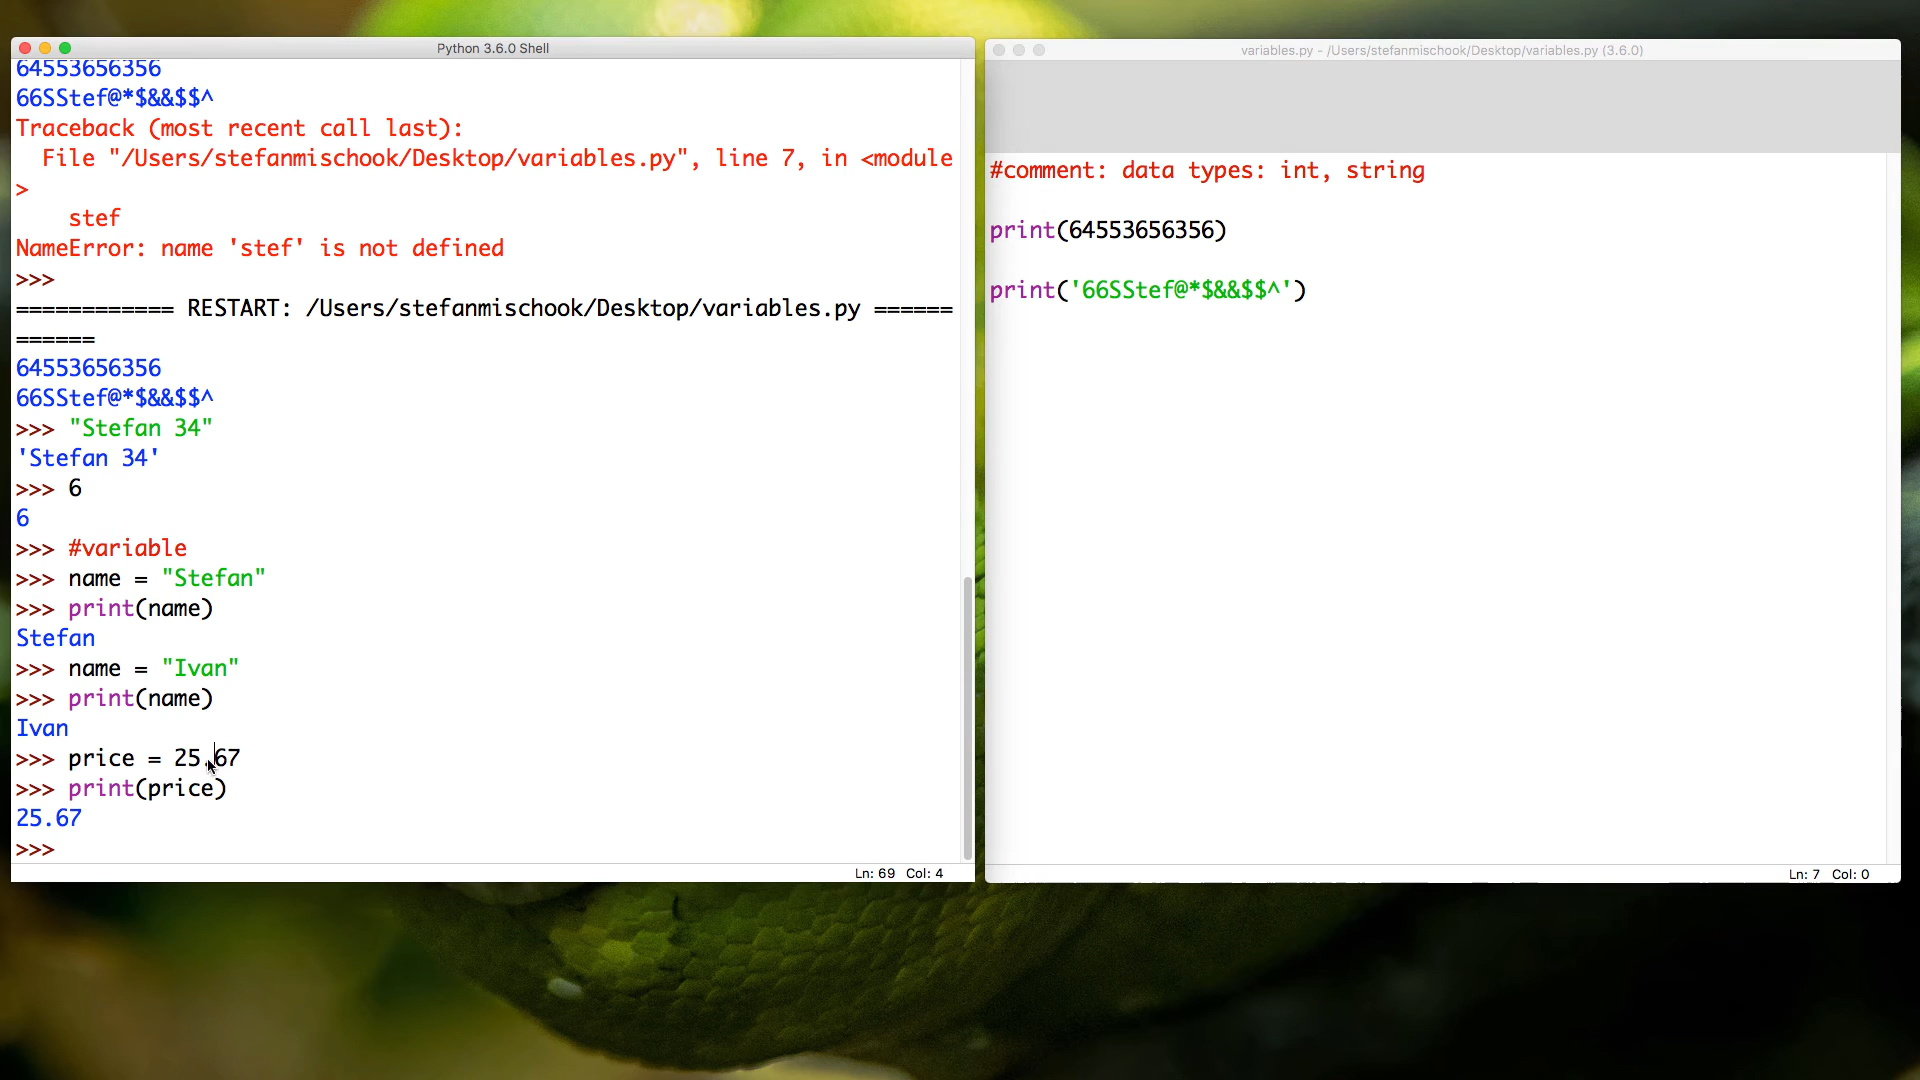 Python 3.6.0 Shell
64553656356
66SStef@*$&&$$^
Traceback (most recent call last):
  File "/Users/stefanmischook/Desktop/variables.py", line 7, in <module
>
    stef
NameError: name 'stef' is not defined
>>>
============ RESTART: /Users/stefanmischook/Desktop/variables.py ======
======
64553656356
66SStef@*$&&$$^
>>> "Stefan 34"
'Stefan 34'
>>> 6
6
>>> #variable
>>> name = "Stefan"
>>> print(name)
Stefan
>>> name = "Ivan"
>>> print(name)
Ivan
>>> price = 25.67
>>> print(price)
25.67
>>>
Ln: 69 Col: 4
variables.py - /Users/stefanmischook/Desktop/variables.py (3.6.0)
#comment: data types: int, string
print(64553656356)
print('66SStef@*$&&$$^')
Ln: 7 Col: 0